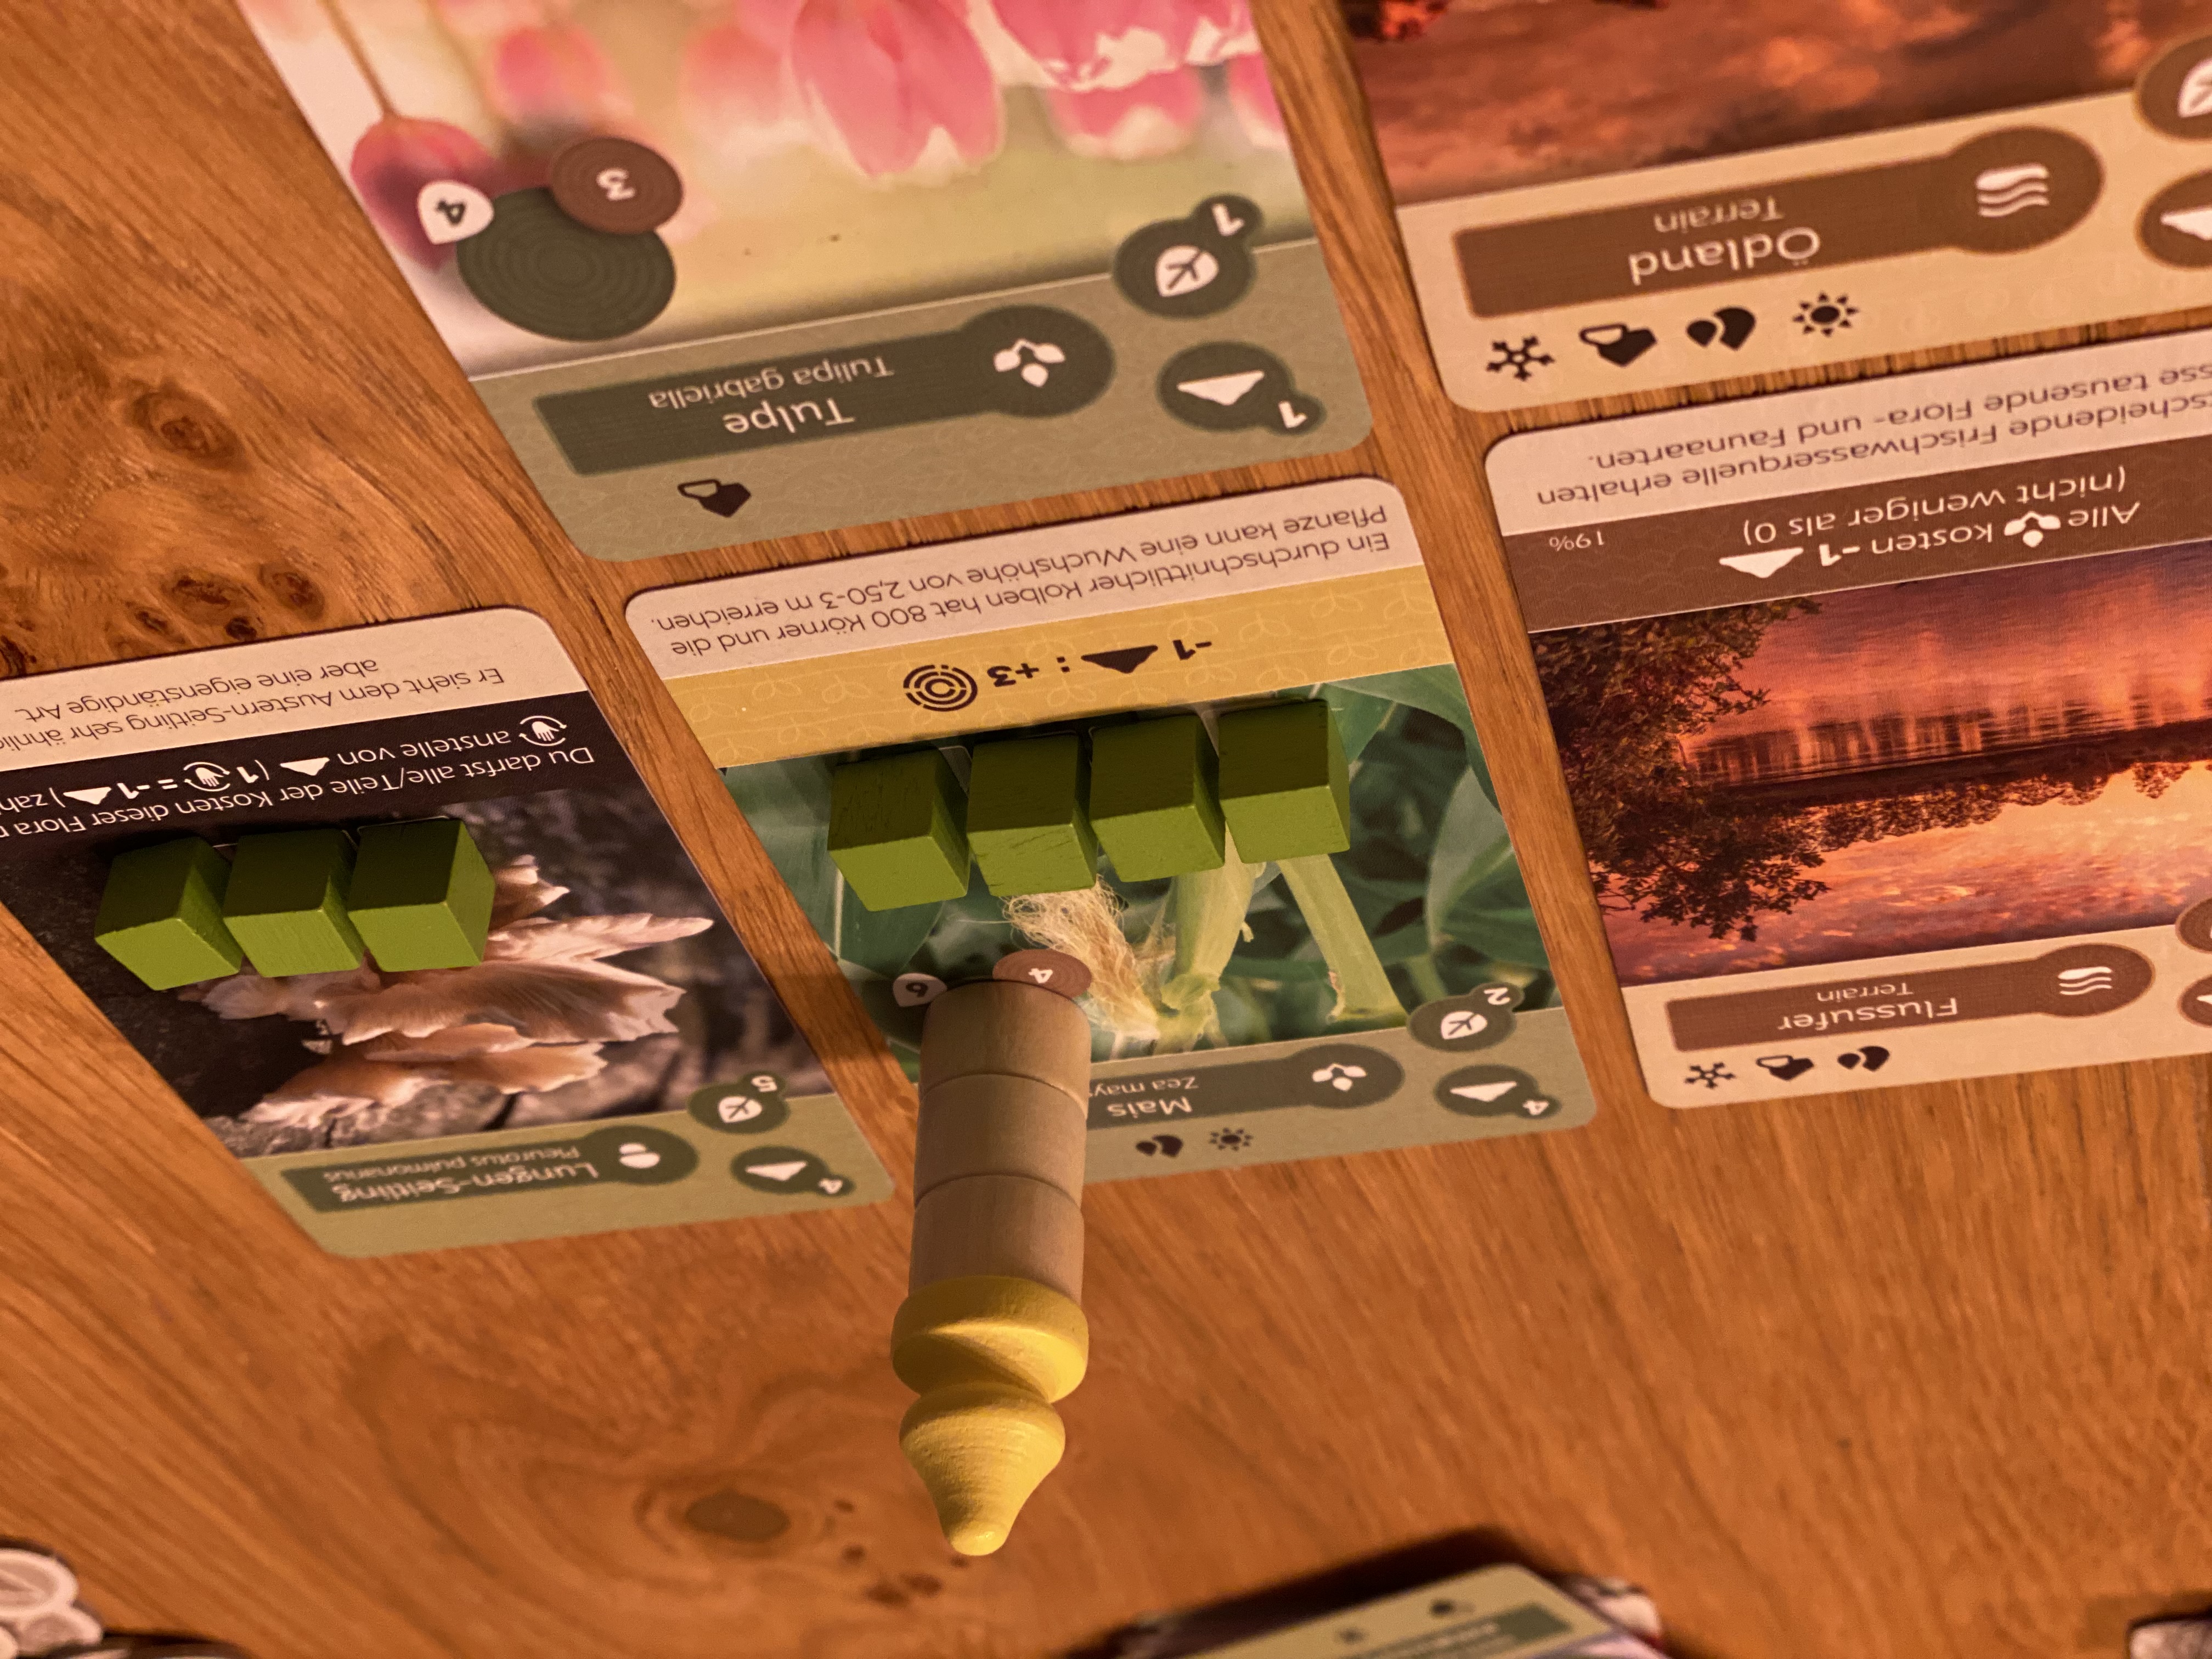 Flussufer
Terrain
Alle kosten -1
(nicht weniger als 0)
19%
scheidende Frischwasserquelle erhalten
sse tausende Flora- und Faunaarten.
4
Mais
Zea mays
2
4
6
-1 : +3
Ein durchschnittlicher Kolben hat 800 Körner und die
Pflanze kann eine Wuchshöhe von 2,50-3 m erreichen.
4
Lungen-Seitling
Pleurotus pulmonarius
5
Du darfst alle/Teile der Kosten dieser Flora
anstelle von (1 = -1 )
Er sieht dem Austern-Seitling sehr
aber eine eigenständige Art.
Ödland
Terrain
1
Tulpe
Tulipa gabriella
1
3
4